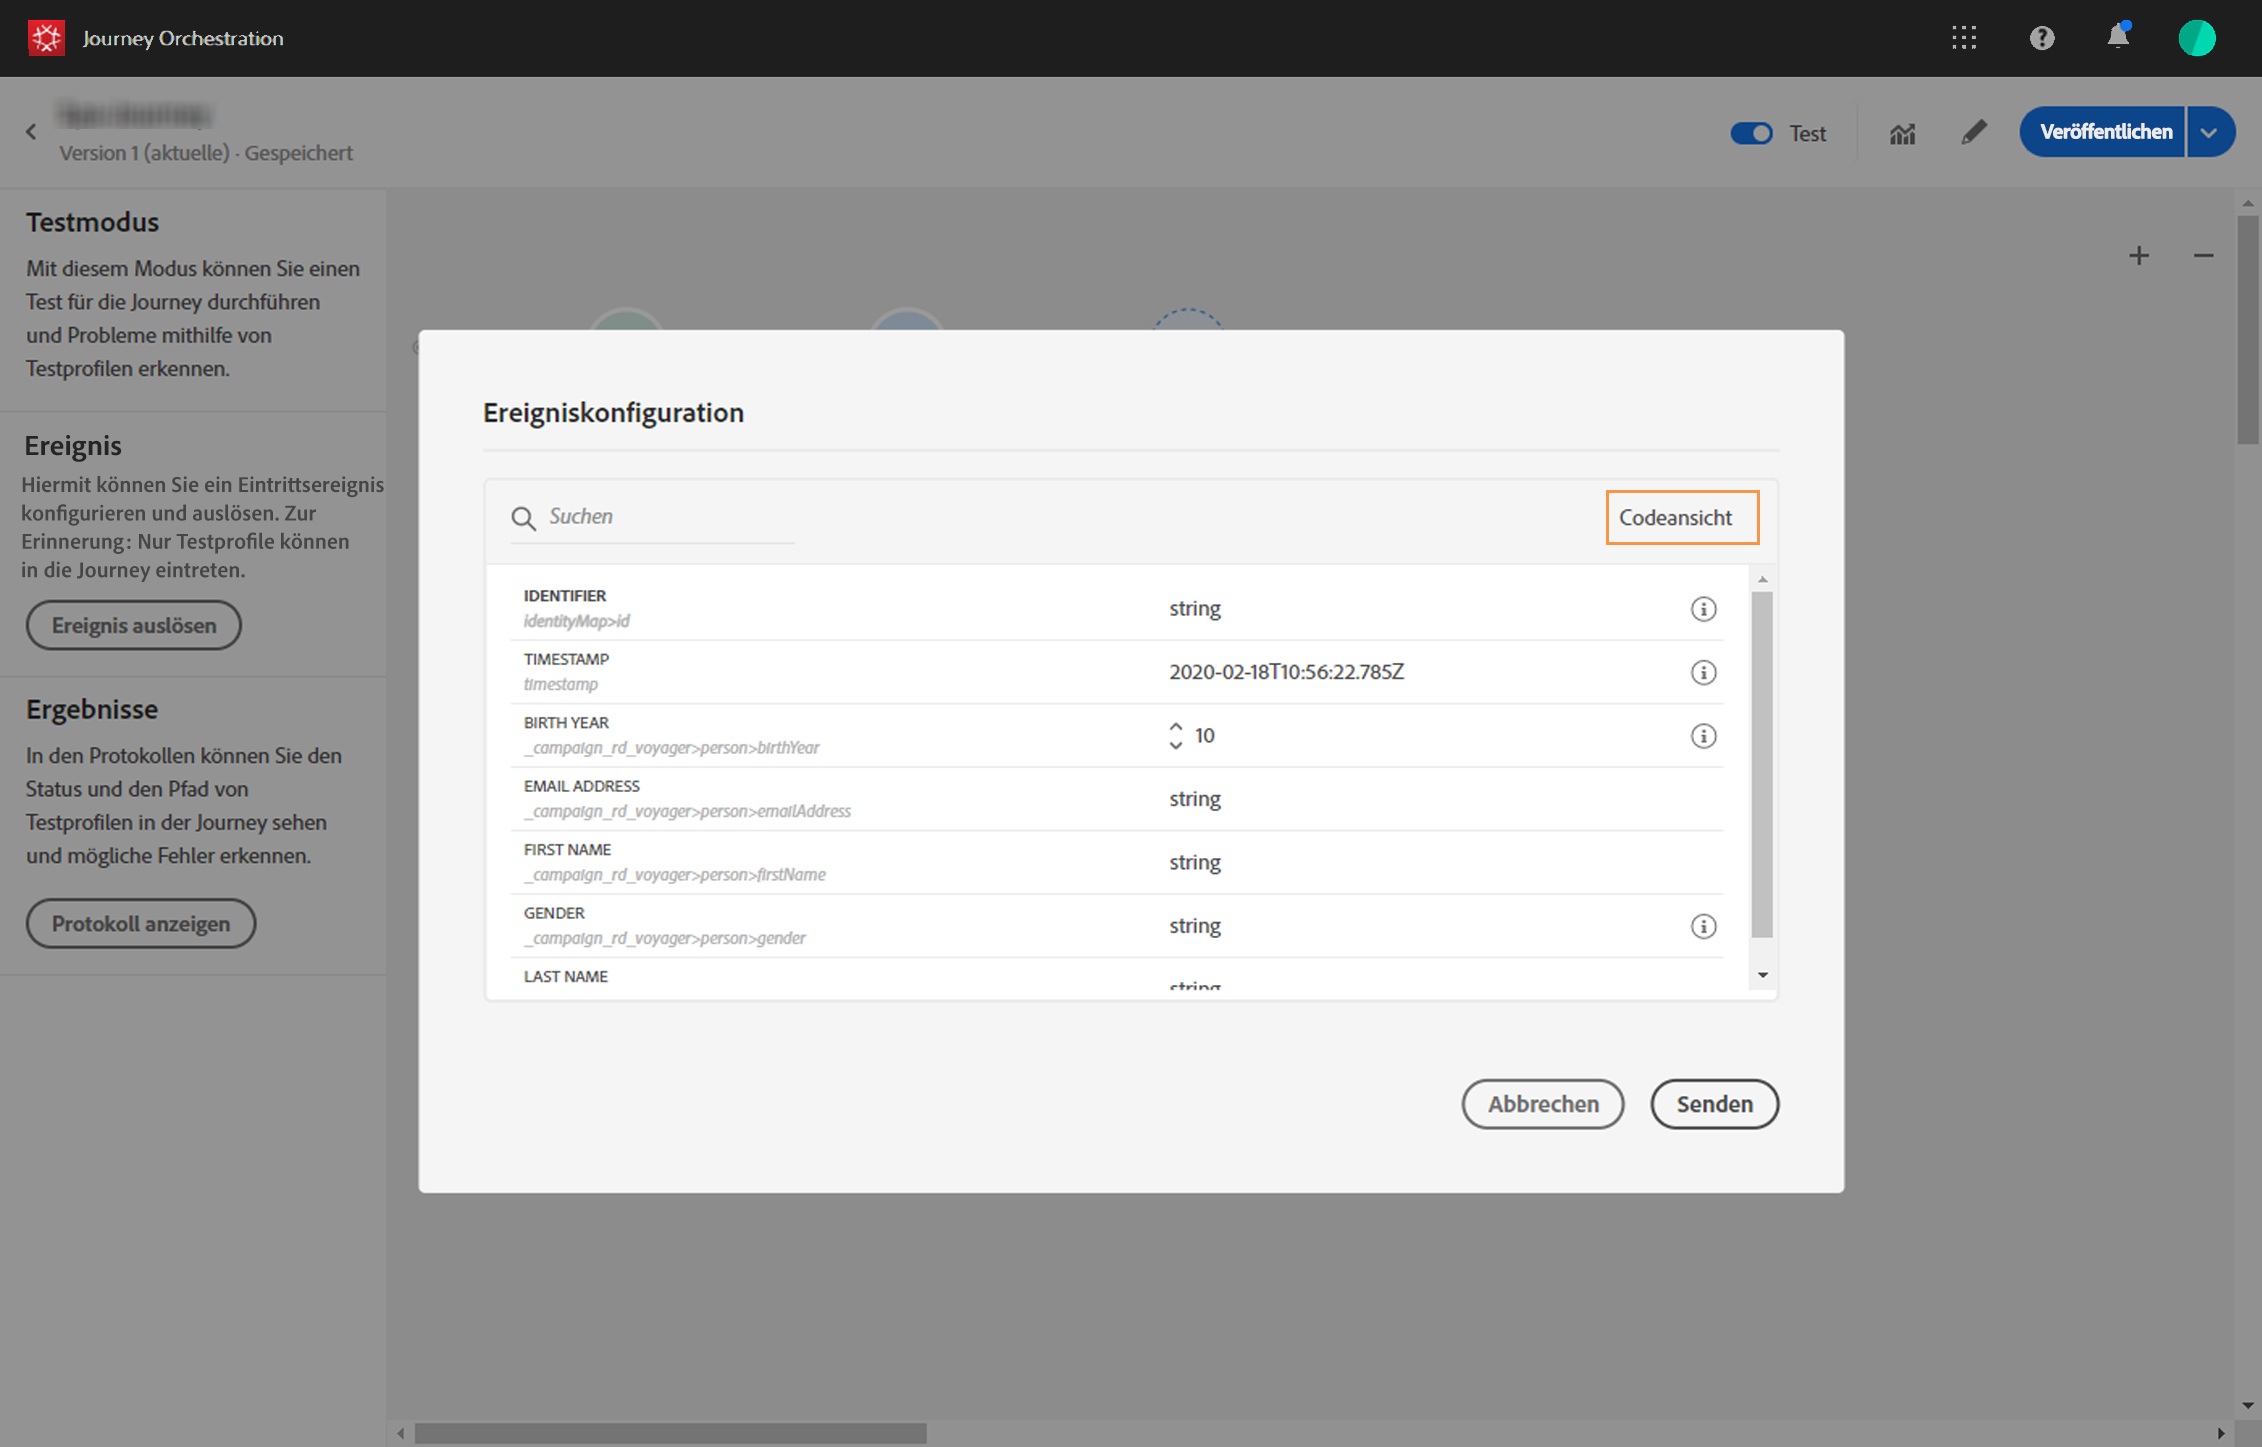 Journey Orchestration
Version 1 (aktuelle) · Gespeichert
Test
Veröffentlichen
Testmodus
Mit diesem Modus können Sie einen
Test für die Journey durchführen
und Probleme mithilfe von
Testprofilen erkennen.
Ereignis
Hiermit können Sie ein Eintrittsereignis
konfigurieren und auslösen. Zur
Erinnerung: Nur Testprofile können
in die Journey eintreten.
Ereignis auslösen
Ergebnisse
In den Protokollen können Sie den
Status und den Pfad von
Testprofilen in der Journey sehen
und mögliche Fehler erkennen.
Protokoll anzeigen
Ereigniskonfiguration
Suchen
Codeansicht
IDENTIFIER
identityMap>id
string
TIMESTAMP
timestamp
2020-02-18T10:56:22.785Z
BIRTH YEAR
_campaign_rd_voyager>person>birthYear
10
EMAIL ADDRESS
_campaign_rd_voyager>person>emailAddress
string
FIRST NAME
_campaign_rd_voyager>person>firstName
string
GENDER
_campaign_rd_voyager>person>gender
string
LAST NAME
string
Abbrechen
Senden